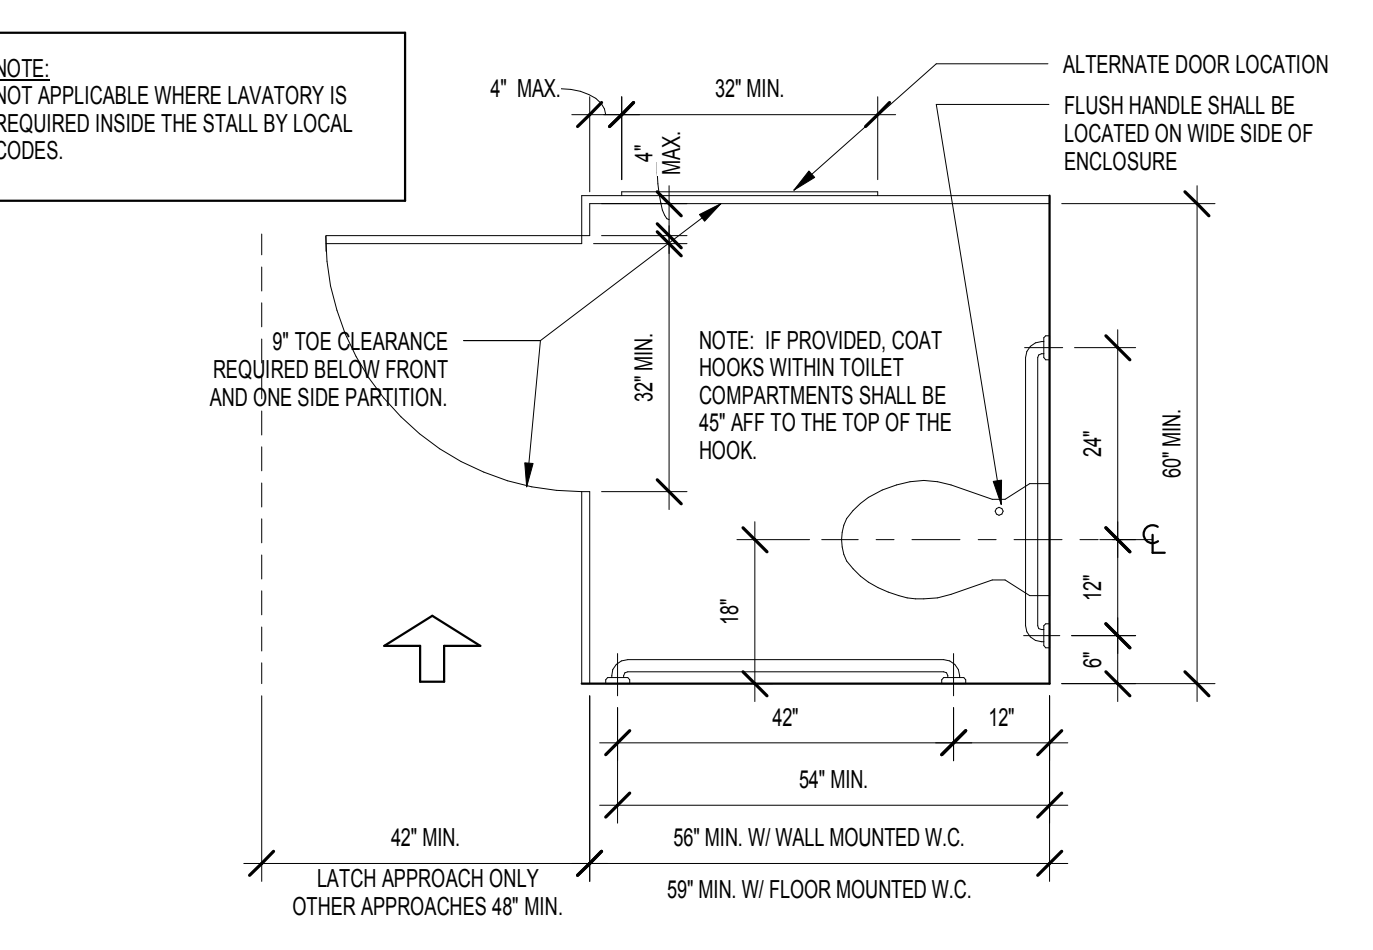 NOTE:
NOT APPLICABLE WHERE LAVATORY IS
REQUIRED INSIDE THE STALL BY LOCAL
CODES.
4" MAX.
32" MIN.
4"
MAX.
ALTERNATE DOOR LOCATION
FLUSH HANDLE SHALL BE
LOCATED ON WIDE SIDE OF
ENCLOSURE
9" TOE CLEARANCE
REQUIRED BELOW FRONT
AND ONE SIDE PARTITION.
32" MIN.
NOTE: IF PROVIDED, COAT
HOOKS WITHIN TOILET
COMPARTMENTS SHALL BE
45" AFF TO THE TOP OF THE
HOOK.
24"
60" MIN.
CL
12"
18"
6"
42"
12"
54" MIN.
42" MIN.
LATCH APPROACH ONLY
OTHER APPROACHES 48" MIN.
56" MIN. W/ WALL MOUNTED W.C.
59" MIN. W/ FLOOR MOUNTED W.C.